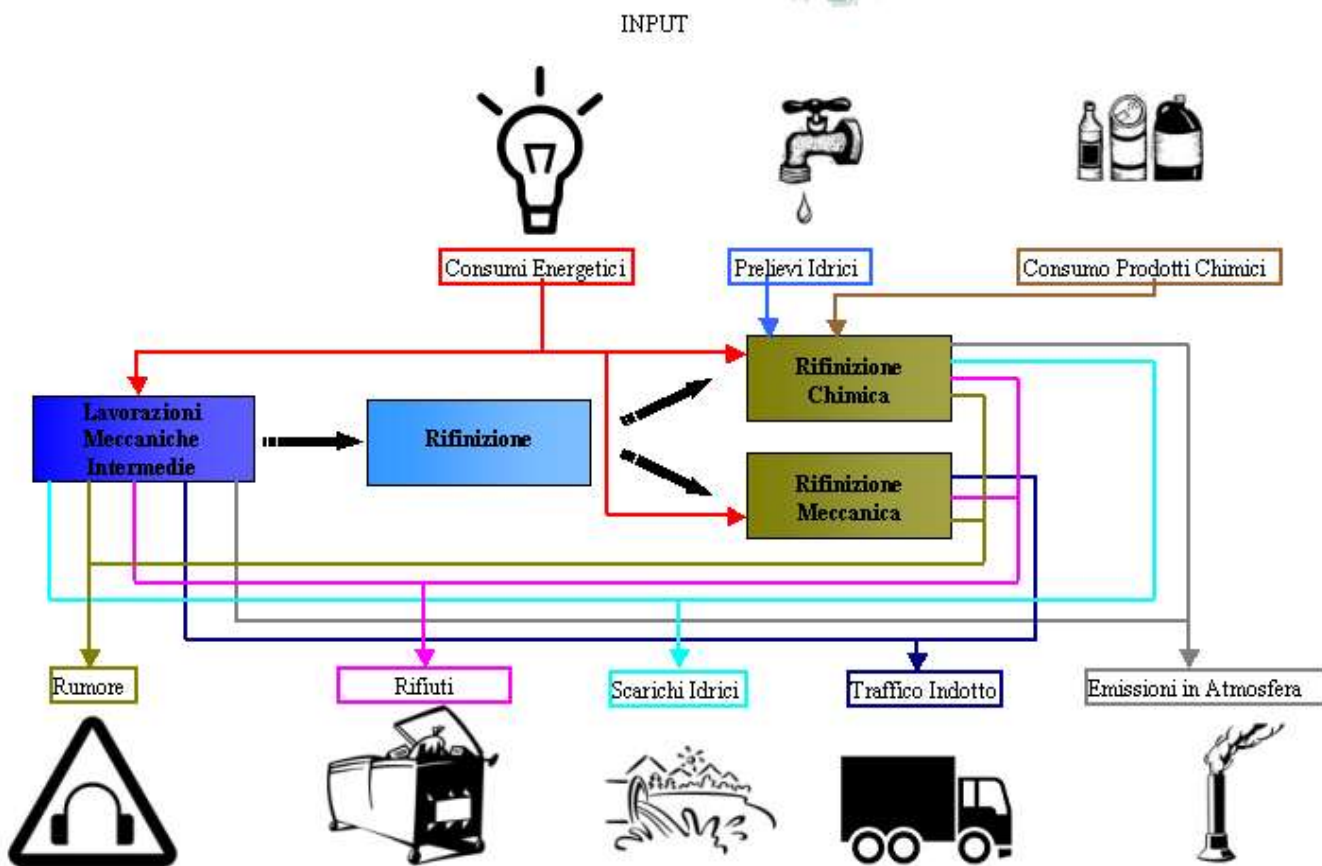 INPUT
Consumi Energetici
Prelievi Idrici
Consumo Prodotti Chimici
Rifinizione
Chimica
Lavorazioni
Meccaniche
Intermedie
Rifinizione
Rifinizione
Meccanica
Rumore
Rifiuti
Scarichi Idrici
Traffico Indotto
Emissioni in Atmosfera